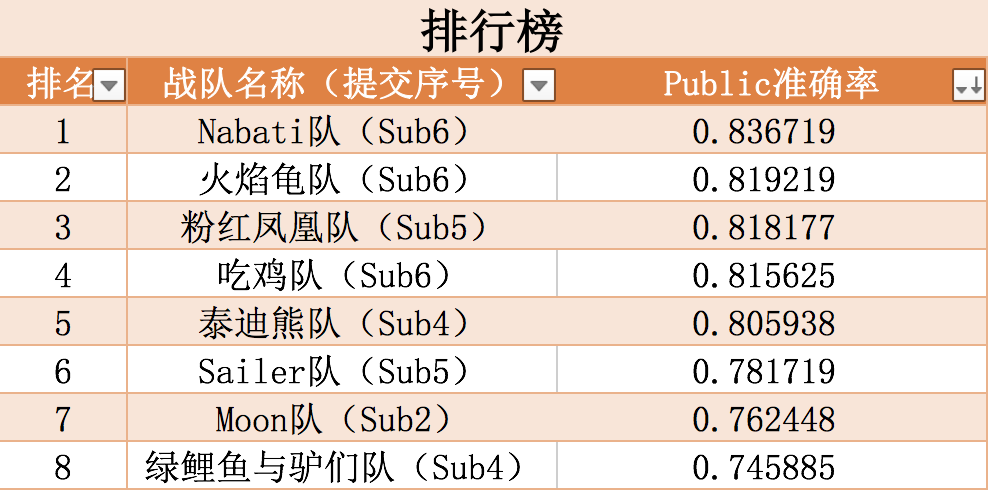 排行榜
排名 战队名称（提交序号） Public准确率
1 Nabati队（Sub6） 0.836719
2 火焰龟队（Sub6） 0.819219
3 粉红凤凰队（Sub5） 0.818177
4 吃鸡队（Sub6） 0.815625
5 泰迪熊队（Sub4） 0.805938
6 Sailer队（Sub5） 0.781719
7 Moon队（Sub2） 0.762448
8 绿鲤鱼与驴们队（Sub4） 0.745885